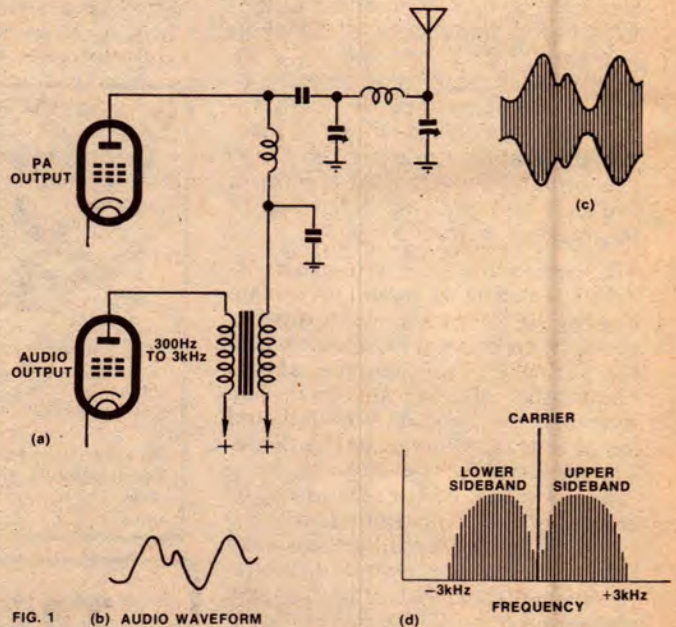 PA
OUTPUT
(c)
AUDIO
OUTPUT
300Hz
TO 3kHz
(a)
+ +
CARRIER
LOWER
SIDEBAND
UPPER
SIDEBAND
−3kHz
+3kHz
FREQUENCY
FIG. 1 (b) AUDIO WAVEFORM
(d)